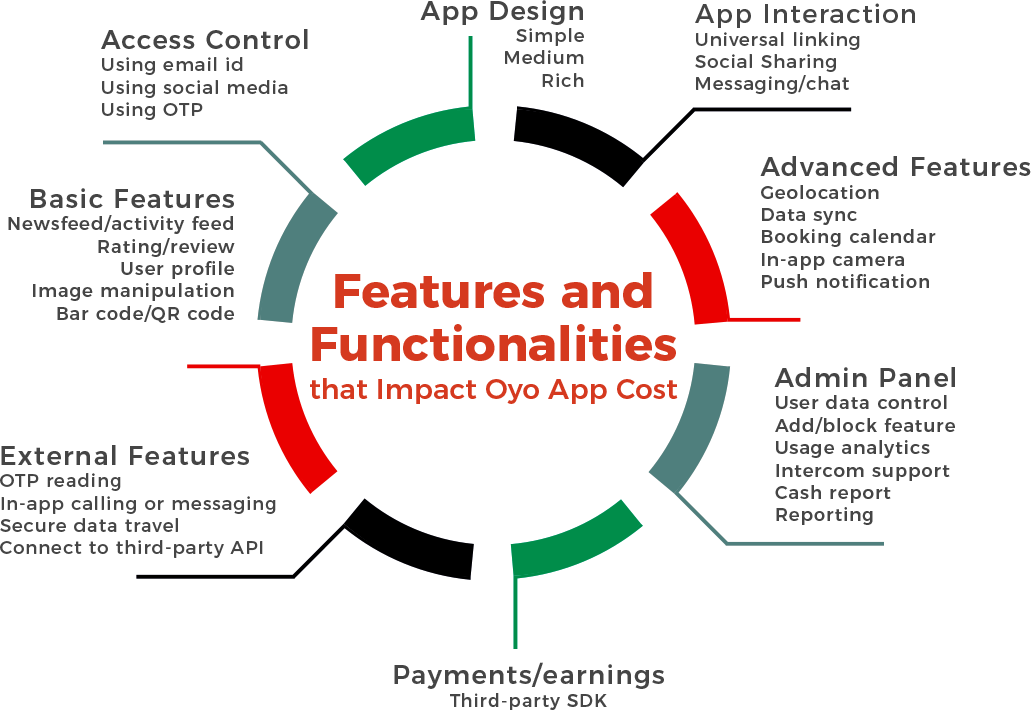 App Design
Simple
Medium
Rich
App Interaction
Universal linking
Social Sharing
Messaging/chat
Access Control
Using email id
Using social media
Using OTP
Advanced Features
Geolocation
Data sync
Booking calendar
In-app camera
Push notification
Basic Features
Newsfeed/activity feed
Rating/review
User profile
Image manipulation
Bar code/QR code
Features and
Functionalities
that Impact Oyo App Cost
Admin Panel
User data control
Add/block feature
Usage analytics
Intercom support
Cash report
Reporting
External Features
OTP reading
In-app calling or messaging
Secure data travel
Connect to third-party API
Payments/earnings
Third-party SDK